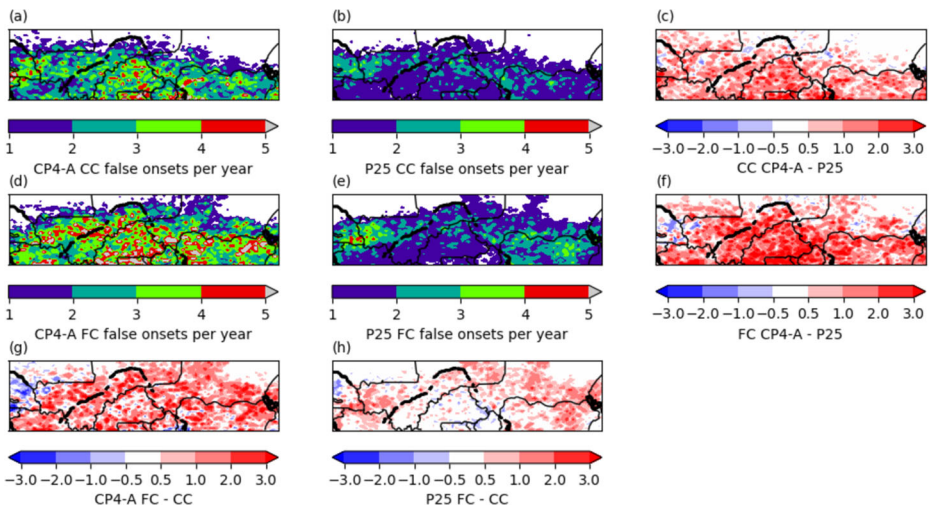 (a) (b) (c)
1 2 3 4 5 1 2 3 4 5 −3.0−2.0−1.0−0.5 0.5 1.0 2.0 3.0
CP4-A CC false onsets per year P25 CC false onsets per year CC CP4-A - P25
(d) (e) (f)
1 2 3 4 5 1 2 3 4 5 −3.0−2.0−1.0−0.5 0.5 1.0 2.0 3.0
CP4-A FC false onsets per year P25 FC false onsets per year FC CP4-A - P25
(g) (h)
−3.0−2.0−1.0−0.5 0.5 1.0 2.0 3.0 −3.0−2.0−1.0−0.5 0.5 1.0 2.0 3.0
CP4-A FC - CC P25 FC - CC